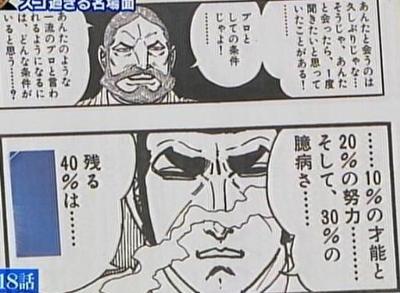 スゴ過ぎる名場面
あんたと会うのは
久しぶりじゃな…
そうじゃ、あんた
と会ったら、1度
聞きたいと思って
いたことがある!
プロと
しての条件
じゃよ!
あんたのような
一流のプロと言わ
れるようになるに
は、どんな条件が
いると思う……?
……10%の才能と
20%の努力……
そして、30%の
臆病さ……
残る
40%は……
18話